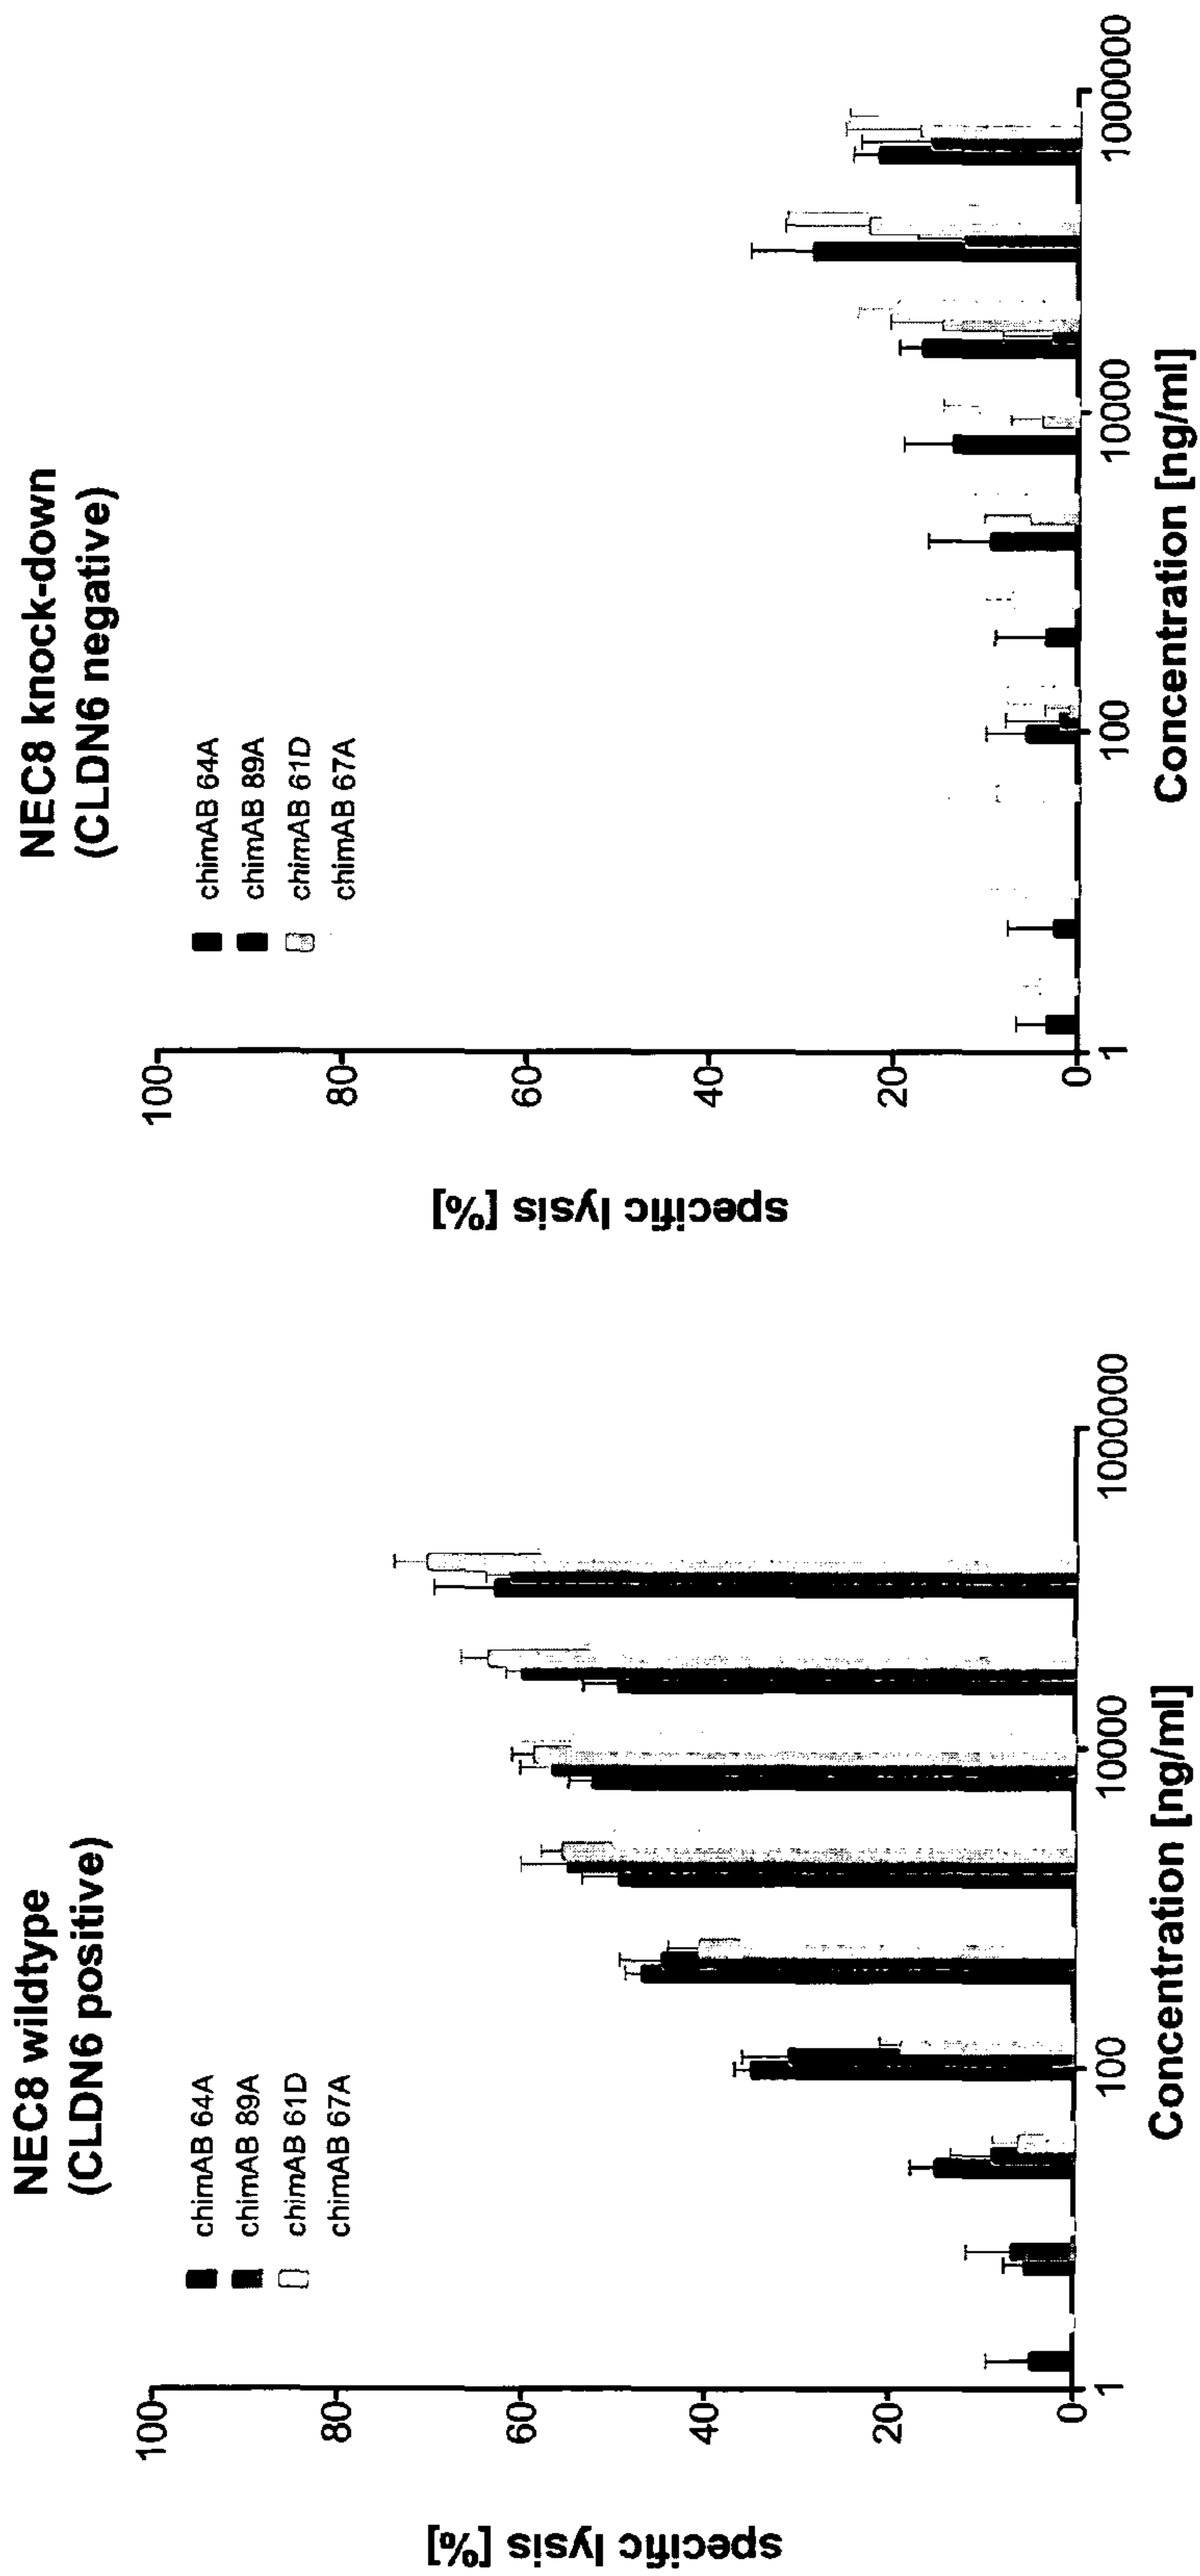 NEC8 wildtype
(CLDN6 positive)
chimAB 64A
chimAB 89A
chimAB 61D
chimAB 67A
specific lysis [%]
100
80
60
40
20
0
1
100
10000
1000000
Concentration [ng/ml]
NEC8 knock-down
(CLDN6 negative)
chimAB 64A
chimAB 89A
chimAB 61D
chimAB 67A
specific lysis [%]
100
80
60
40
20
0
1
100
10000
1000000
Concentration [ng/ml]